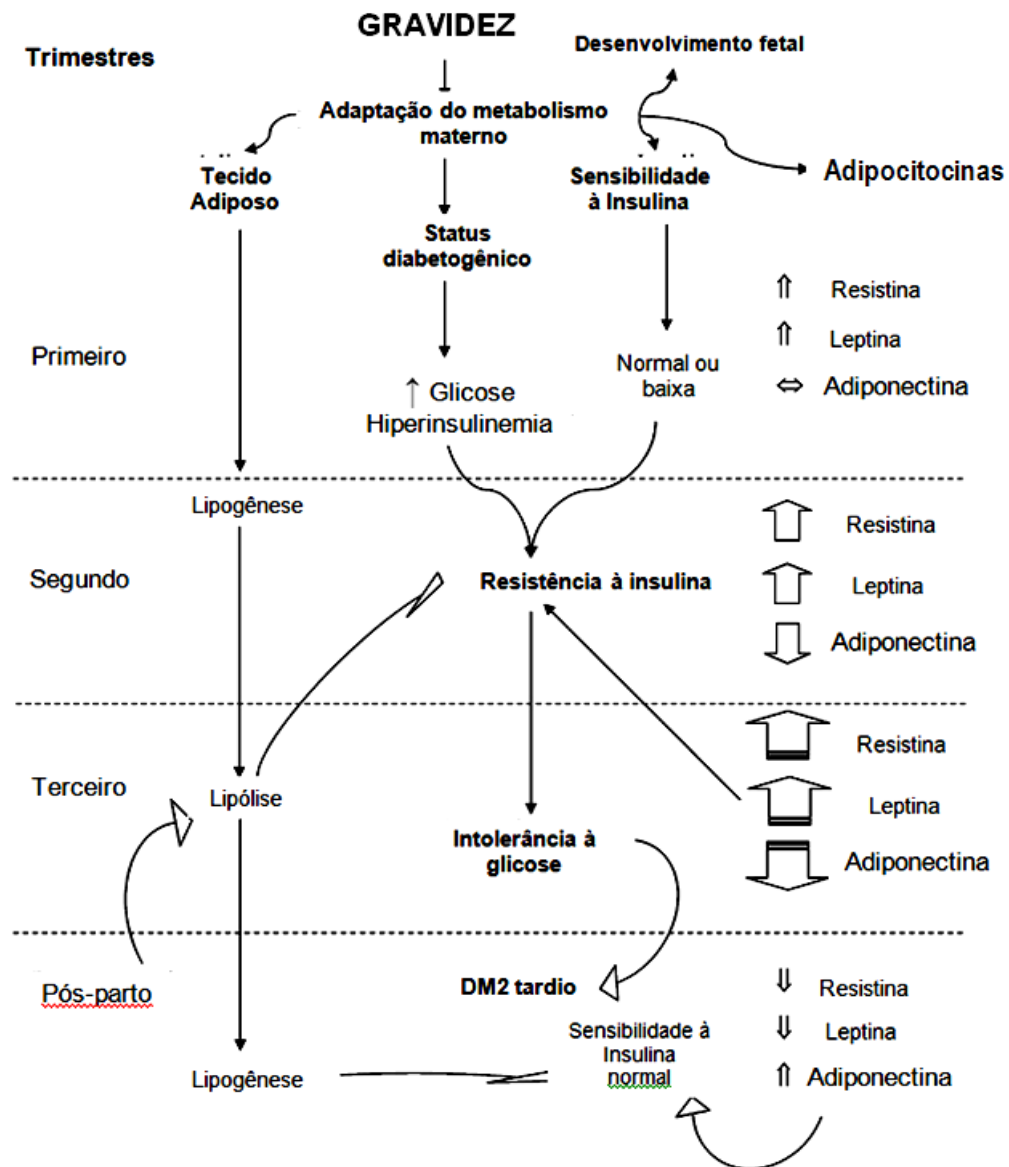 GRAVIDEZ
Trimestres
Desenvolvimento fetal
Adaptação do metabolismo
materno
Tecido
Adiposo
Sensibilidade
à Insulina
Adipocitocinas
Status
diabetogênico
⇑ Resistina
⇑ Leptina
⇔ Adiponectina
Primeiro
Normal ou
baixa
↑ Glicose
Hiperinsulinemia
Lipogênese
Resistina
Segundo
Resistência à insulina
Leptina
Adiponectina
Resistina
Terceiro
Lipólise
Leptina
Intolerância à
glicose
Adiponectina
Pós-parto
DM2 tardio
⇓ Resistina
Sensibilidade à
Insulina
normal
⇓ Leptina
Lipogênese
⇑ Adiponectina